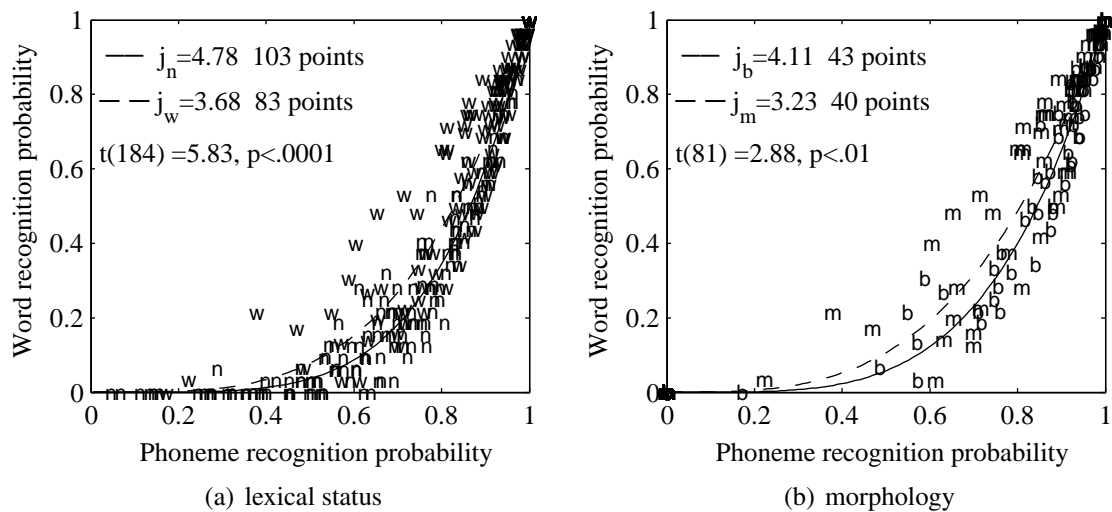 1
0.8
0.6
0.4
0.2
0
0 0.2 0.4 0.6 0.8 1
Word recognition probability
Phoneme recognition probability
j_n=4.78 103 points
j_w=3.68 83 points
t(184) =5.83, p<.0001
(a) lexical status
1
0.8
0.6
0.4
0.2
0
0 0.2 0.4 0.6 0.8 1
Word recognition probability
Phoneme recognition probability
j_b=4.11 43 points
j_m=3.23 40 points
t(81) =2.88, p<.01
(b) morphology